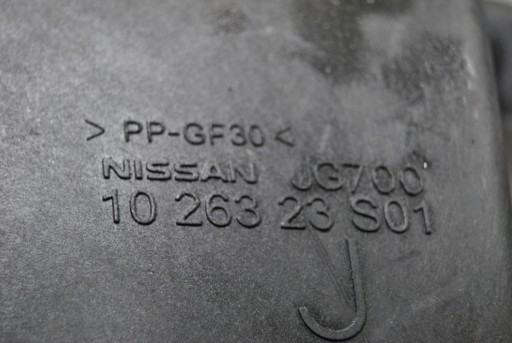 > PP-GF30 <
NISSAN JG700
10 263 23 S01
J